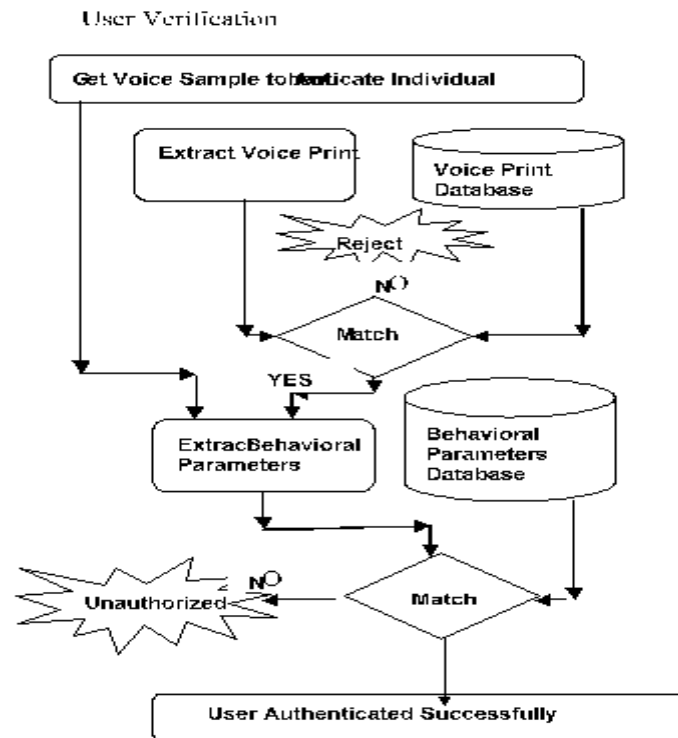 User Verification
Get Voice Sample to Individual
Extract Voice Print
Voice Print
Database
Reject
NO
Match
YES
ExtracBehavioral
Parameters
Behavioral
Parameters
Database
NO
Unauthorized
Match
User Authenticated Successfully